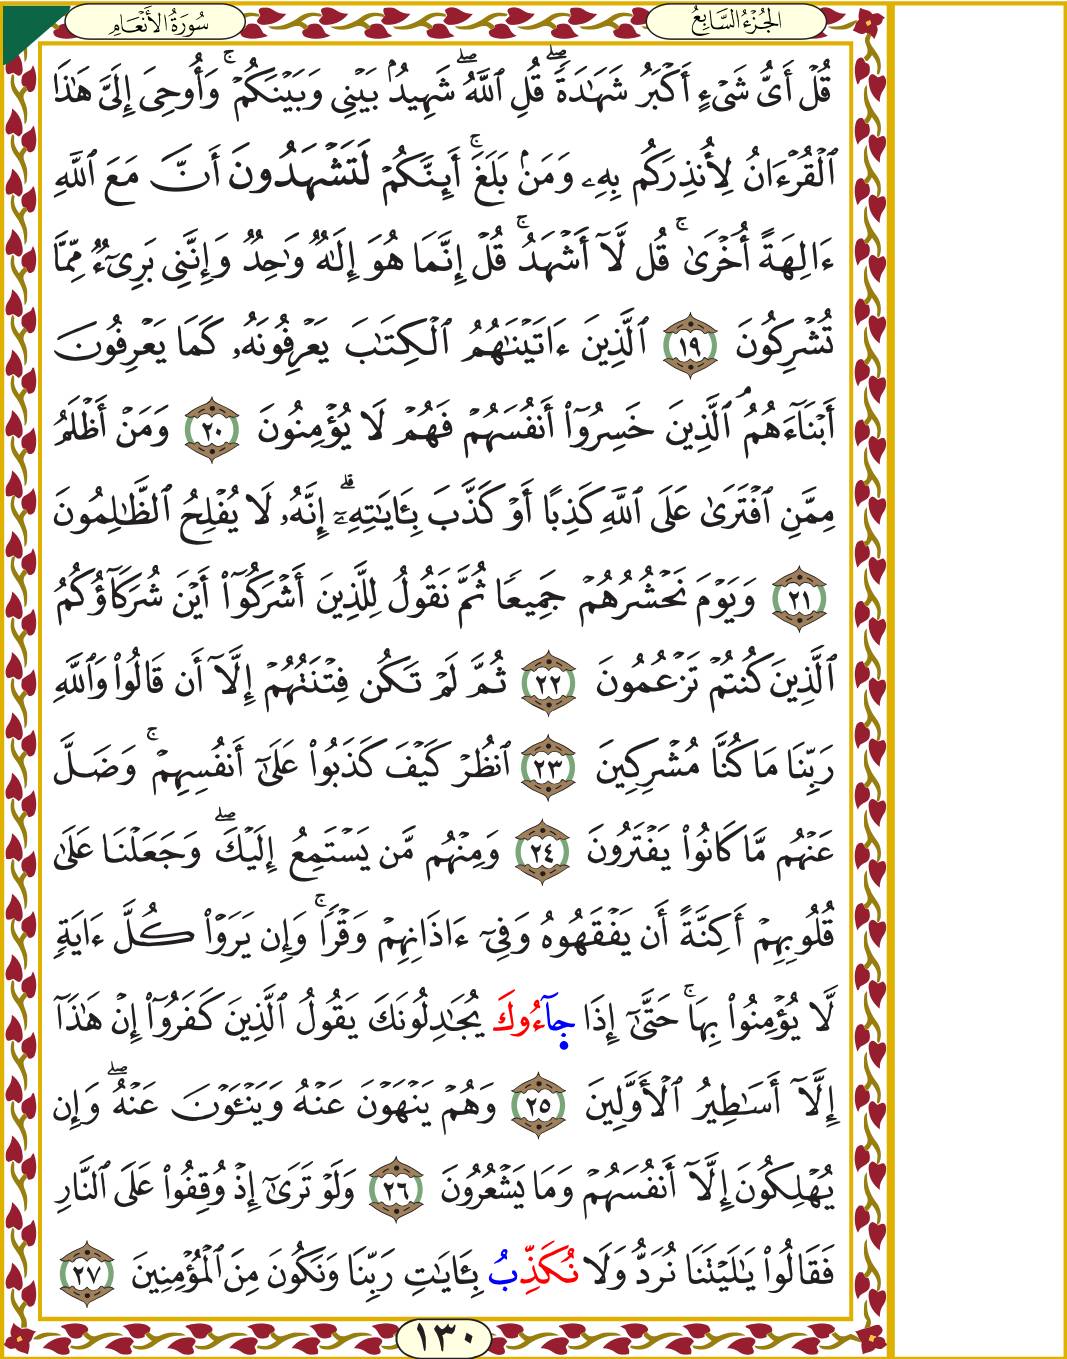 الجُزْءُ السَّابِعُ
سُورَةُ الأَنْعَامِ
قُلْ أَىُّ شَىْءٍ أَكْبَرُ شَهَٰدَةًۖ قُلِ ٱللَّهُۖ شَهِيدُۢ بَيْنِى وَبَيْنَكُمْۚ وَأُوحِىَ إِلَىَّ هَٰذَا
ٱلْقُرْءَانُ لِأُنذِرَكُم بِهِۦ وَمَنۢ بَلَغَۚ أَئِنَّكُمْ لَتَشْهَدُونَ أَنَّ مَعَ ٱللَّهِ
ءَالِهَةً أُخْرَىٰۚ قُل لَّآ أَشْهَدُۚ قُلْ إِنَّمَا هُوَ إِلَٰهٌ وَٰحِدٌ وَإِنَّنِى بَرِىٓءٌ مِّمَّا
تُشْرِكُونَ ١٩ ٱلَّذِينَ ءَاتَيْنَٰهُمُ ٱلْكِتَٰبَ يَعْرِفُونَهُۥ كَمَا يَعْرِفُونَ
أَبْنَآءَهُمُۘ ٱلَّذِينَ خَسِرُوٓا۟ أَنفُسَهُمْ فَهُمْ لَا يُؤْمِنُونَ ٢٠ وَمَنْ أَظْلَمُ
مِمَّنِ ٱفْتَرَىٰ عَلَى ٱللَّهِ كَذِبًا أَوْ كَذَّبَ بِـَٔايَٰتِهِۦٓۗ إِنَّهُۥ لَا يُفْلِحُ ٱلظَّٰلِمُونَ
٢١ وَيَوْمَ نَحْشُرُهُمْ جَمِيعًا ثُمَّ نَقُولُ لِلَّذِينَ أَشْرَكُوٓا۟ أَيْنَ شُرَكَآؤُكُمُ
ٱلَّذِينَ كُنتُمْ تَزْعُمُونَ ٢٢ ثُمَّ لَمْ تَكُن فِتْنَتُهُمْ إِلَّآ أَن قَالُوا۟ وَٱللَّهِ
رَبِّنَا مَا كُنَّا مُشْرِكِينَ ٢٣ ٱنظُرْ كَيْفَ كَذَبُوا۟ عَلَىٰٓ أَنفُسِهِمْۚ وَضَلَّ
عَنْهُم مَّا كَانُوا۟ يَفْتَرُونَ ٢٤ وَمِنْهُم مَّن يَسْتَمِعُ إِلَيْكَۖ وَجَعَلْنَا عَلَىٰ
قُلُوبِهِمْ أَكِنَّةً أَن يَفْقَهُوهُ وَفِىٓ ءَاذَانِهِمْ وَقْرًاۚ وَإِن يَرَوْا۟ كُلَّ ءَايَةٍ
لَّا يُؤْمِنُوا۟ بِهَاۚ حَتَّىٰٓ إِذَا جَآءُوكَ يُجَٰدِلُونَكَ يَقُولُ ٱلَّذِينَ كَفَرُوٓا۟ إِنْ هَٰذَآ
إِلَّآ أَسَٰطِيرُ ٱلْأَوَّلِينَ ٢٥ وَهُمْ يَنْهَوْنَ عَنْهُ وَيَنْـَٔوْنَ عَنْهُۖ وَإِن
يُهْلِكُونَ إِلَّآ أَنفُسَهُمْ وَمَا يَشْعُرُونَ ٢٦ وَلَوْ تَرَىٰٓ إِذْ وُقِفُوا۟ عَلَى ٱلنَّارِ
فَقَالُوا۟ يَٰلَيْتَنَا نُرَدُّ وَلَا نُكَذِّبُ بِـَٔايَٰتِ رَبِّنَا وَنَكُونَ مِنَ ٱلْمُؤْمِنِينَ ٢٧
١٣٠